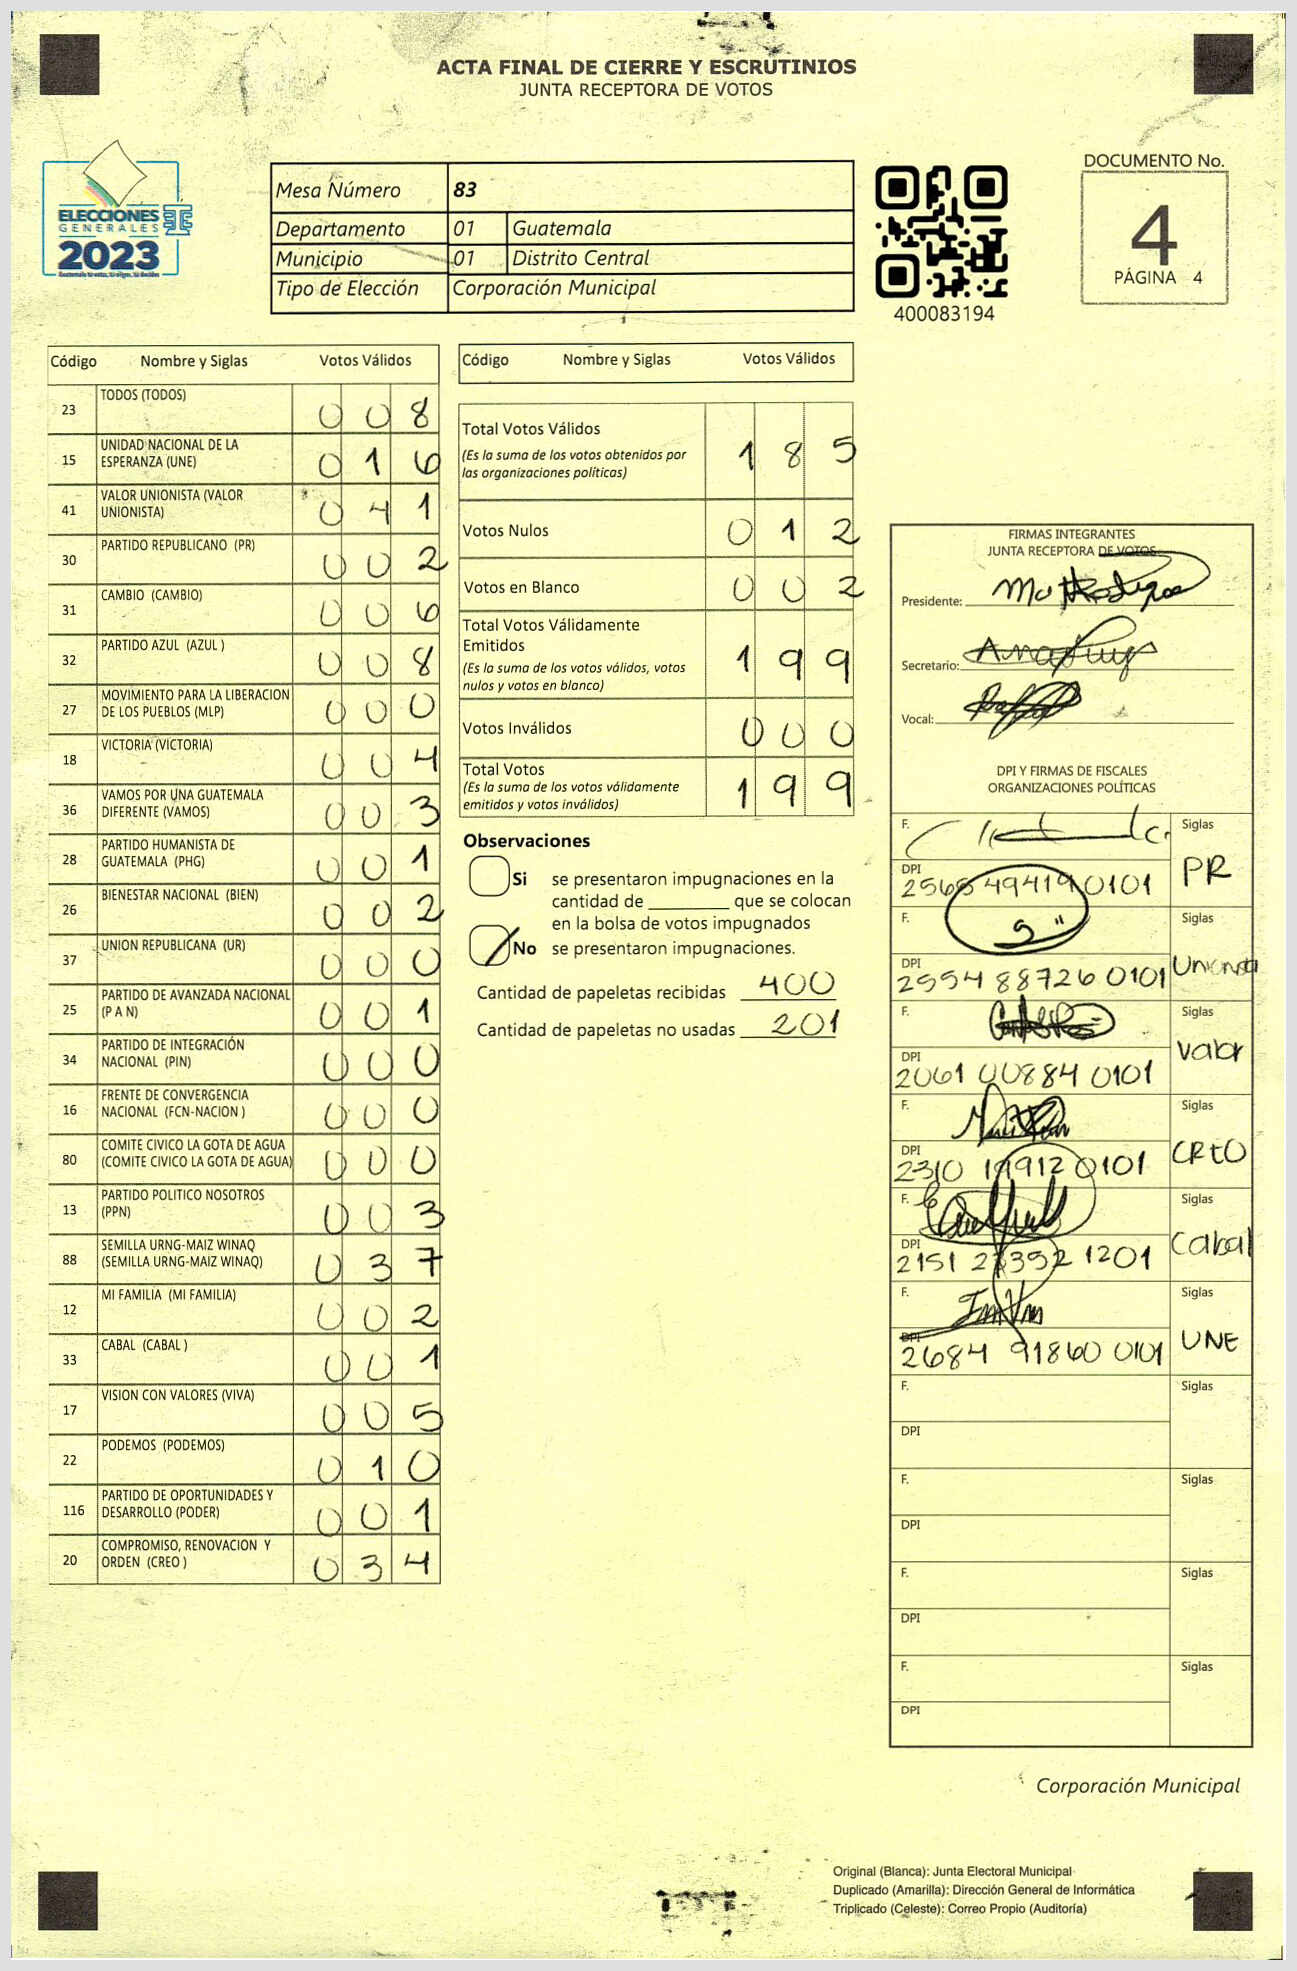 ACTA FINAL DE CIERRE Y ESCRUTINIOS
JUNTA RECEPTORA DE VOTOS
ELECCIONES
GENERALES
2023
Mesa Número 83
Departamento 01 Guatemala
Municipio 01 Distrito Central
Tipo de Elección Corporación Municipal
400083194
DOCUMENTO No.
4
PÁGINA 4
Código Nombre y Siglas Votos Válidos
23 TODOS (TODOS) 0 0 8
15 UNIDAD NACIONAL DE LA
ESPERANZA (UNE) 0 1 6
41 VALOR UNIONISTA (VALOR
UNIONISTA) 0 4 1
30 PARTIDO REPUBLICANO (PR) 0 0 2
31 CAMBIO (CAMBIO) 0 0 6
32 PARTIDO AZUL (AZUL ) 0 0 8
27 MOVIMIENTO PARA LA LIBERACION
DE LOS PUEBLOS (MLP) 0 0 0
18 VICTORIA (VICTORIA) 0 0 4
36 VAMOS POR UNA GUATEMALA
DIFERENTE (VAMOS) 0 0 3
28 PARTIDO HUMANISTA DE
GUATEMALA (PHG) 0 0 1
26 BIENESTAR NACIONAL (BIEN) 0 0 2
37 UNION REPUBLICANA (UR) 0 0 0
25 PARTIDO DE AVANZADA NACIONAL
(P A N) 0 0 1
34 PARTIDO DE INTEGRACIÓN
NACIONAL (PIN) 0 0 0
16 FRENTE DE CONVERGENCIA
NACIONAL (FCN-NACION ) 0 0 0
80 COMITE CIVICO LA GOTA DE AGUA
(COMITE CIVICO LA GOTA DE AGUA) 0 0 0
13 PARTIDO POLITICO NOSOTROS
(PPN) 0 0 3
88 SEMILLA URNG-MAIZ WINAQ
(SEMILLA URNG-MAIZ WINAQ) 0 3 7
12 MI FAMILIA (MI FAMILIA) 0 0 2
33 CABAL (CABAL ) 0 0 1
17 VISION CON VALORES (VIVA) 0 0 5
22 PODEMOS (PODEMOS) 0 1 0
116 PARTIDO DE OPORTUNIDADES Y
DESARROLLO (PODER) 0 0 1
20 COMPROMISO, RENOVACION Y
ORDEN (CREO ) 0 3 4
Código Nombre y Siglas Votos Válidos
Total Votos Válidos 1 8 5
(Es la suma de los votos obtenidos por
las organizaciones políticas)
Votos Nulos 0 1 2
Votos en Blanco 0 0 2
Total Votos Válidamente
Emitidos 1 9 9
(Es la suma de los votos válidos, votos
nulos y votos en blanco)
Votos Inválidos 0 0 0
Total Votos 1 9 9
(Es la suma de los votos válidamente
emitidos y votos inválidos)
Observaciones
Si se presentaron impugnaciones en la
cantidad de ________ que se colocan
en la bolsa de votos impugnados
No se presentaron impugnaciones.
Cantidad de papeletas recibidas 400
Cantidad de papeletas no usadas 201
FIRMAS INTEGRANTES
JUNTA RECEPTORA DE VOTOS
Presidente:
Secretario:
Vocal:
DPI Y FIRMAS DE FISCALES
ORGANIZACIONES POLÍTICAS
F. Siglas
PR
DPI
2565 49419 0101
F. Siglas
Unionista
DPI
2554 88726 0101
F. Siglas
Valor
DPI
2061 00884 0101
F. Siglas
CREO
DPI
2310 19912 0101
F. Siglas
Cabal
DPI
2151 1201
F. Siglas
UNE
DPI
2684 91860 0101
F. Siglas
DPI
F. Siglas
DPI
F. Siglas
DPI
F. Siglas
DPI
Corporación Municipal
Original (Blanca): Junta Electoral Municipal
Duplicado (Amarilla): Dirección General de Informática
Triplicado (Celeste): Correo Propio (Auditoría)